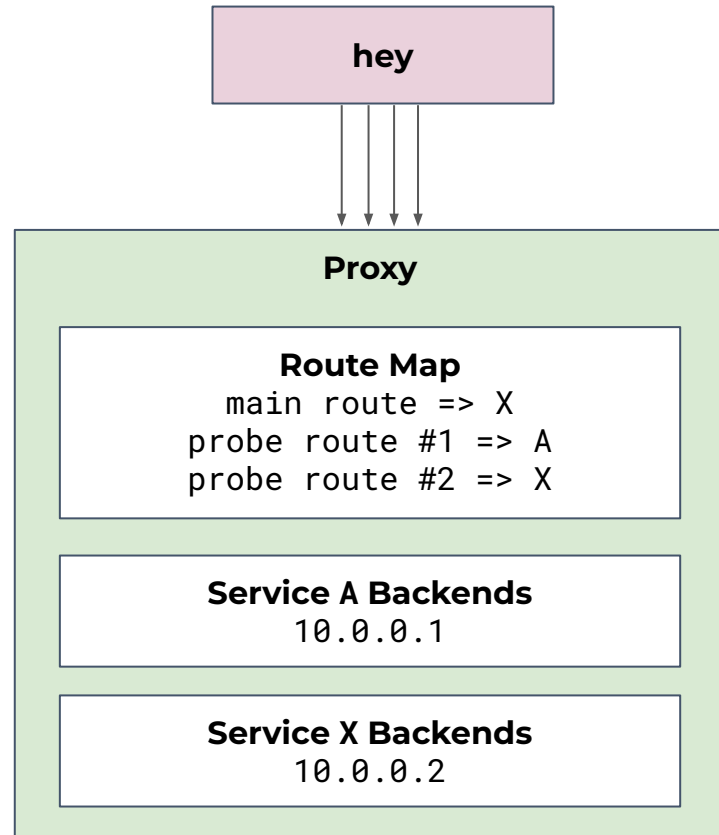 hey
Proxy
Route Map
main route => X
probe route #1 => A
probe route #2 => X
Service A Backends
10.0.0.1
Service X Backends
10.0.0.2